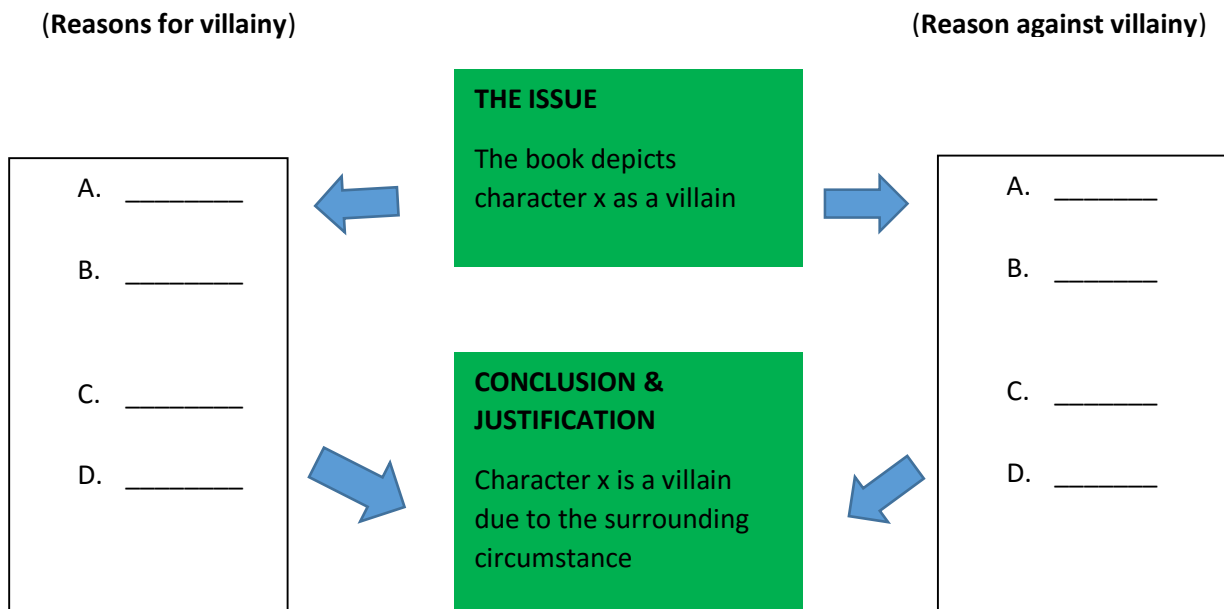 (Reasons for villainy)
(Reason against villainy)
THE ISSUE
The book depicts
character x as a villain
A. ________
B. ________
C. ________
D. ________
A. _______
B. _______
C. _______
D. _______
CONCLUSION &
JUSTIFICATION
Character x is a villain
due to the surrounding
circumstance